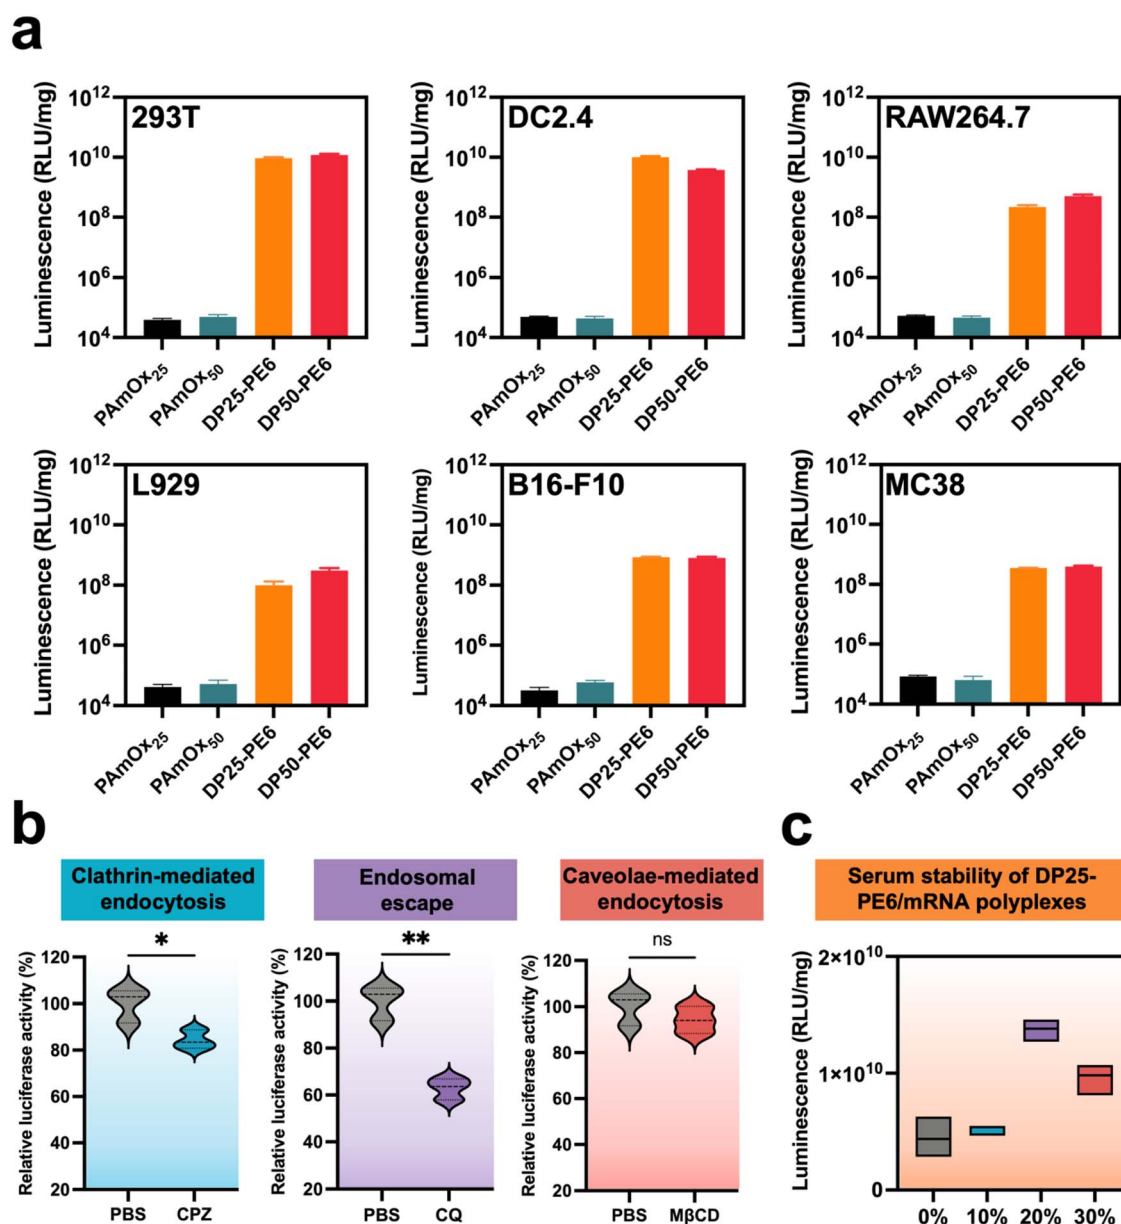 a
293T
Luminescence (RLU/mg)
10¹²
10¹⁰
10⁸
10⁶
10⁴
PAmOx₂₅
PAmOx₅₀
DP25-PE6
DP50-PE6
DC2.4
Luminescence (RLU/mg)
10¹²
10¹⁰
10⁸
10⁶
10⁴
PAmOx₂₅
PAmOx₅₀
DP25-PE6
DP50-PE6
RAW264.7
Luminescence (RLU/mg)
10¹²
10¹⁰
10⁸
10⁶
10⁴
PAmOx₂₅
PAmOx₅₀
DP25-PE6
DP50-PE6
L929
Luminescence (RLU/mg)
10¹²
10¹⁰
10⁸
10⁶
10⁴
PAmOx₂₅
PAmOx₅₀
DP25-PE6
DP50-PE6
B16-F10
Luminescence (RLU/mg)
10¹²
10¹⁰
10⁸
10⁶
10⁴
PAmOx₂₅
PAmOx₅₀
DP25-PE6
DP50-PE6
MC38
Luminescence (RLU/mg)
10¹²
10¹⁰
10⁸
10⁶
10⁴
PAmOx₂₅
PAmOx₅₀
DP25-PE6
DP50-PE6
b
Clathrin-mediated
endocytosis
*
Relative luciferase activity (%)
120
100
80
60
40
20
PBS
CPZ
Endosomal
escape
**
Relative luciferase activity (%)
120
100
80
60
40
20
PBS
CQ
Caveolae-mediated
endocytosis
ns
Relative luciferase activity (%)
120
100
80
60
40
20
PBS
MβCD
c
Serum stability of DP25-
PE6/mRNA polyplexes
Luminescence (RLU/mg)
2×10¹⁰
1×10¹⁰
0
0%
10%
20%
30%